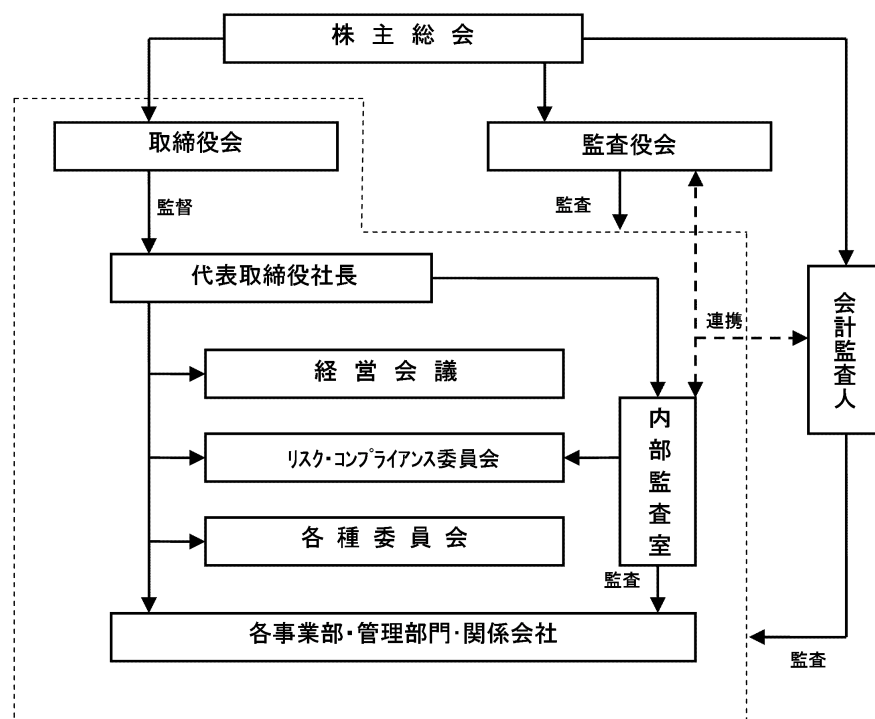 株主総会
取締役会
監査役会
監督
監査
代表取締役社長
連携
会計監査人
経営会議
内部監査室
リスク・コンプライアンス委員会
各種委員会
監査
各事業部・管理部門・関係会社
監査